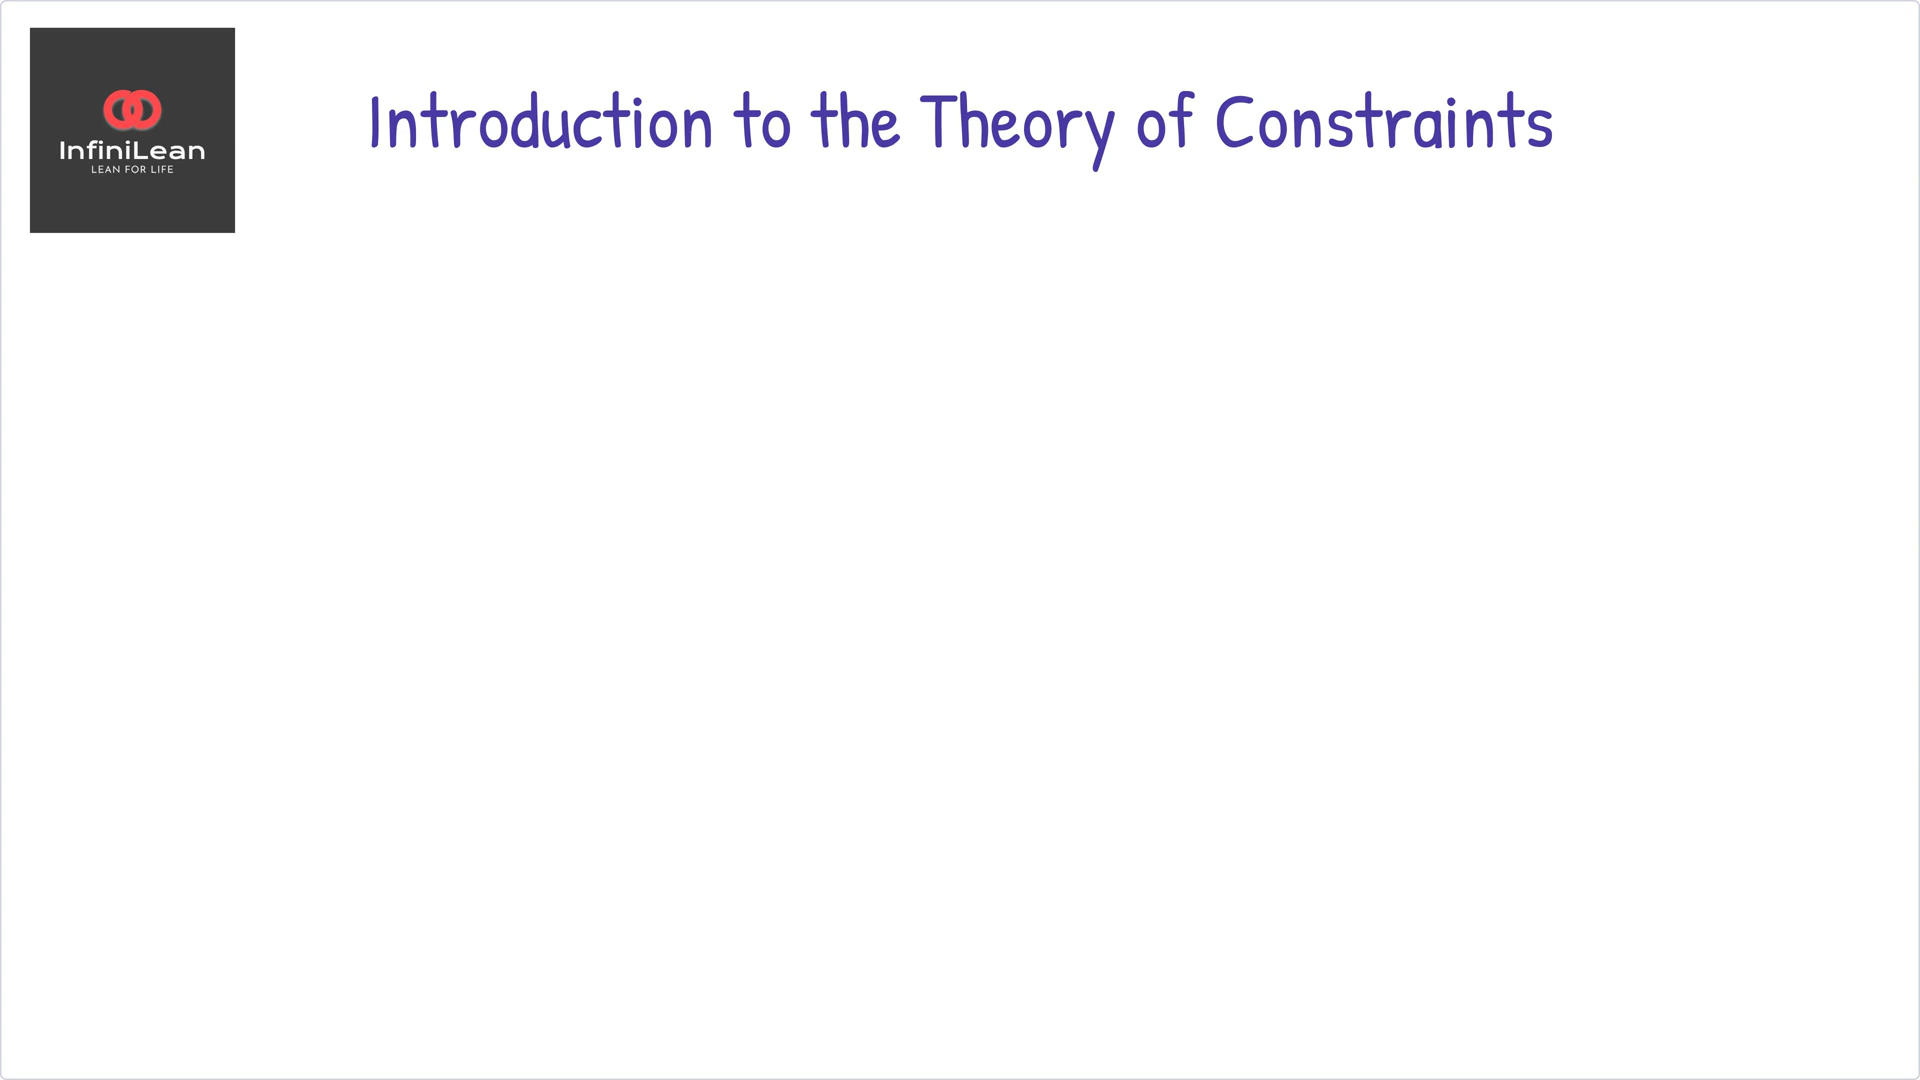 InfiniLean
LEAN FOR LIFE
Introduction to the Theory of Constraints